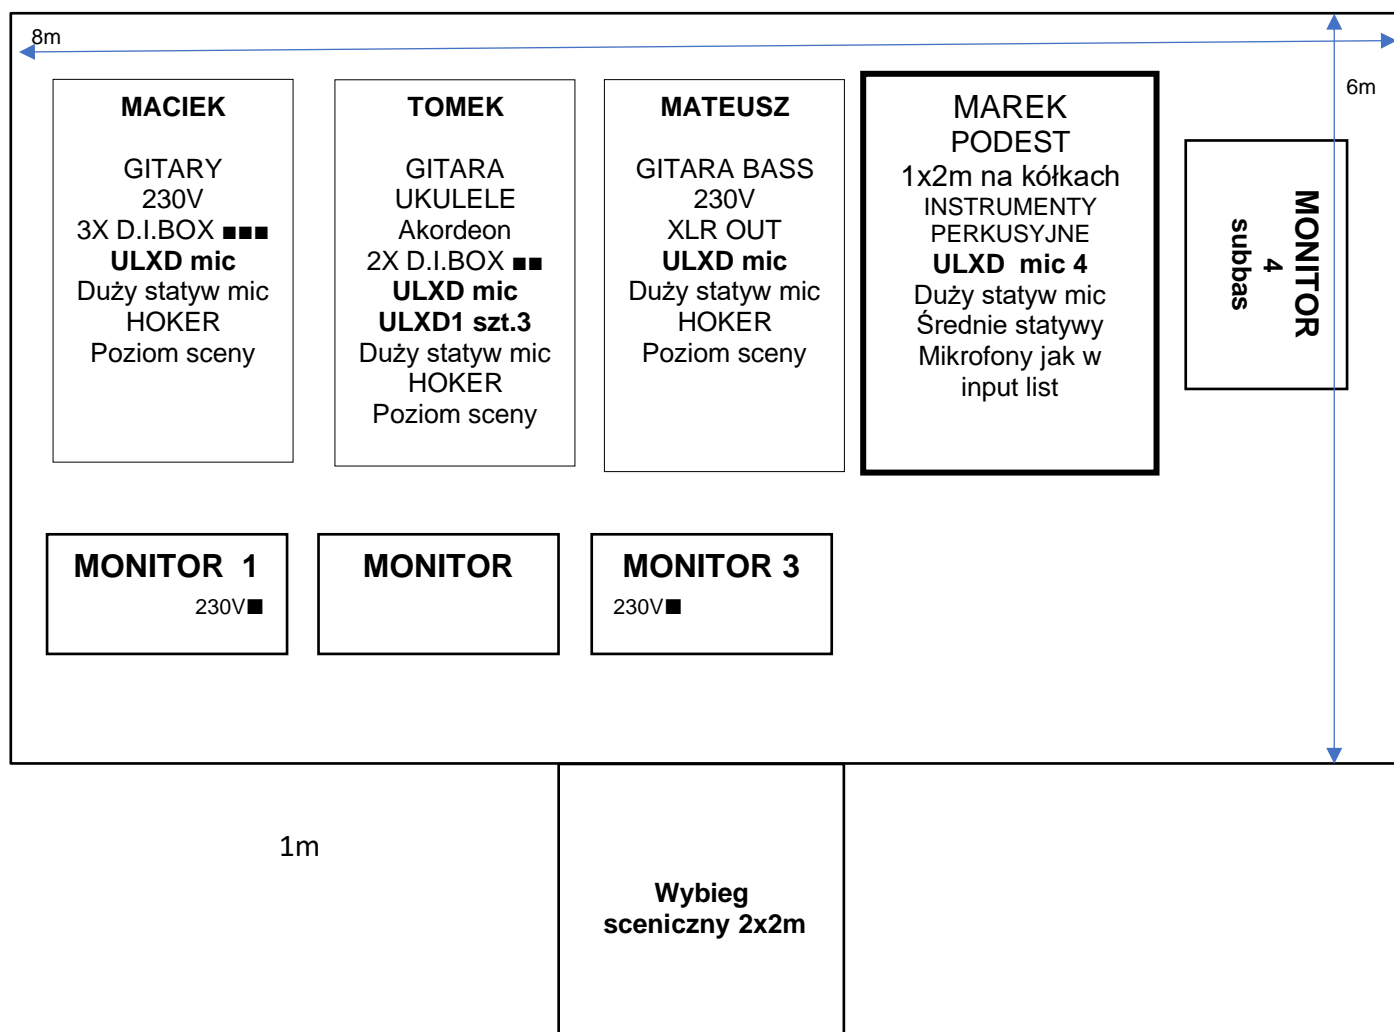 8m
6m
MACIEK
GITARY
230V
3X D.I.BOX ■■■
ULXD mic
Duży statyw mic
HOKER
Poziom sceny
TOMEK
GITARA
UKULELE
Akordeon
2X D.I.BOX ■■
ULXD mic
ULXD1 szt.3
Duży statyw mic
HOKER
Poziom sceny
MATEUSZ
GITARA BASS
230V
XLR OUT
ULXD mic
Duży statyw mic
HOKER
Poziom sceny
MAREK
PODEST
1x2m na kółkach
INSTRUMENTY
PERKUSYJNE
ULXD  mic 4
Duży statyw mic
Średnie statywy
Mikrofony jak w
input list
MONITOR
4
subbas
MONITOR  1
230V■
MONITOR
MONITOR 3
230V■
1m
Wybieg
sceniczny 2x2m